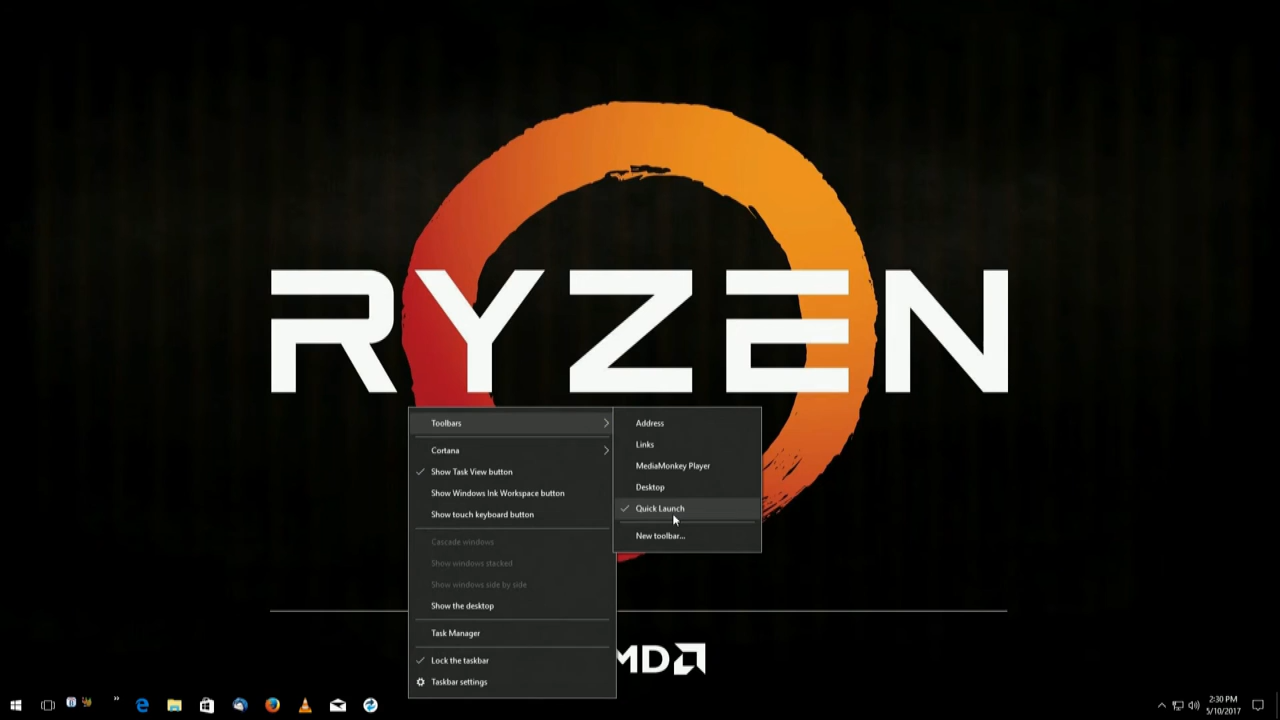 RYZEN
Toolbars
Cortana
Show Task View button
Show Windows Ink Workspace button
Show touch keyboard button
Cascade windows
Show windows stacked
Show windows side by side
Show the desktop
Task Manager
Lock the taskbar
Taskbar settings
Address
Links
MediaMonkey Player
Desktop
Quick Launch
New toolbar...
MD
2:30 PM
5/10/2017